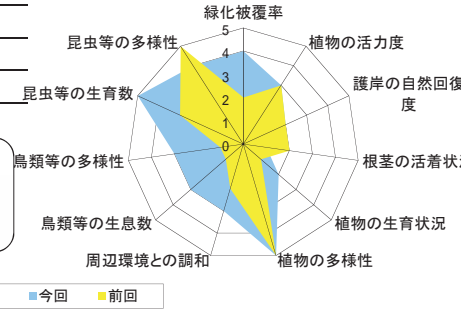 緑化被覆率
植物の活力度
護岸の自然回復
度
根茎の活着状
植物の生育状況
植物の多様性
周辺環境との調和
鳥類等の生息数
鳥類等の多様性
昆虫等の生育数
昆虫等の多様性
5
4
3
2
1
0
今回 前回